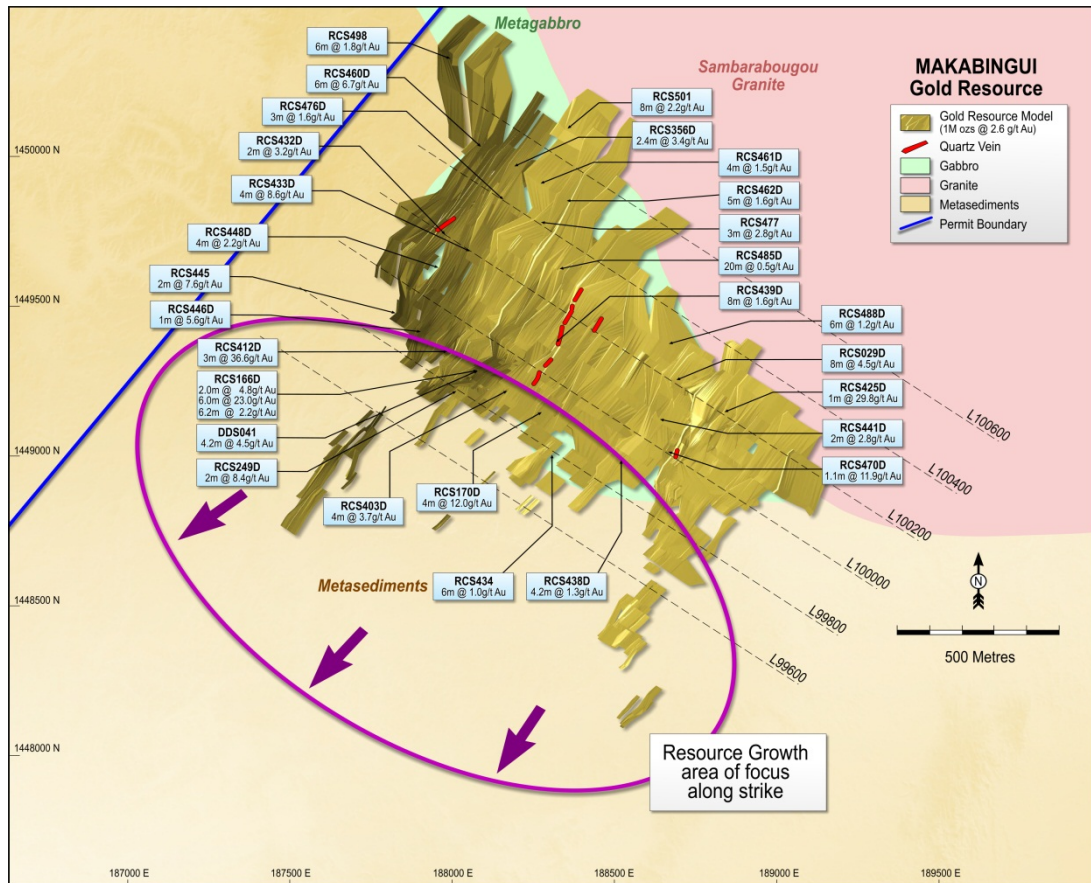 Metagabbro
Sambarabougou
Granite
MAKABINGUI
Gold Resource
Gold Resource Model
(1M ozs @ 2.6 g/t Au)
Quartz Vein
Gabbro
Granite
Metasediments
Permit Boundary
RCS498
6m @ 1.8g/t Au
RCS460D
6m @ 6.7g/t Au
RCS476D
3m @ 1.6g/t Au
RCS432D
2m @ 3.2g/t Au
RCS433D
4m @ 8.6g/t Au
RCS448D
4m @ 2.2g/t Au
RCS445
2m @ 7.6g/t Au
RCS446D
1m @ 5.6g/t Au
RCS412D
3m @ 36.6g/t Au
RCS166D
2.0m @ 4.8g/t Au
6.0m @ 23.0g/t Au
6.2m @ 2.2g/t Au
DDS041
4.2m @ 4.5g/t Au
RCS249D
2m @ 8.4g/t Au
RCS403D
4m @ 3.7g/t Au
RCS170D
4m @ 12.0g/t Au
RCS434
6m @ 1.0g/t Au
RCS438D
4.2m @ 1.3g/t Au
RCS501
8m @ 2.2g/t Au
RCS356D
2.4m @ 3.4g/t Au
RCS461D
4m @ 1.5g/t Au
RCS462D
5m @ 1.6g/t Au
RCS477
3m @ 2.8g/t Au
RCS485D
20m @ 0.5g/t Au
RCS439D
8m @ 1.6g/t Au
RCS488D
6m @ 1.2g/t Au
RCS029D
8m @ 4.5g/t Au
RCS425D
1m @ 29.8g/t Au
RCS441D
2m @ 2.8g/t Au
RCS470D
1.1m @ 11.9g/t Au
L100600
L100400
L100200
L100000
L99800
L99600
Metasediments
N
500 Metres
Resource Growth
area of focus
along strike
1450000 N
1449500 N
1449000 N
1448500 N
1448000 N
187000 E
187500 E
188000 E
188500 E
189000 E
189500 E